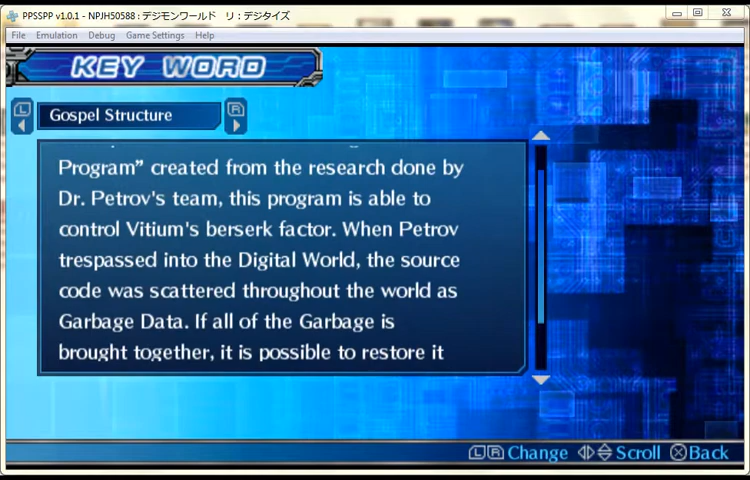 PPSSPP v1.0.1 - NPJH50588 : デジモンワールド　リ：デジタイズ
File Emulation Debug Game Settings Help
KEY WORD
L Gospel Structure R
Program” created from the research done by
Dr. Petrov's team, this program is able to
control Vitium's berserk factor. When Petrov
trespassed into the Digital World, the source
code was scattered throughout the world as
Garbage Data. If all of the Garbage is
brought together, it is possible to restore it
L R Change Scroll Back